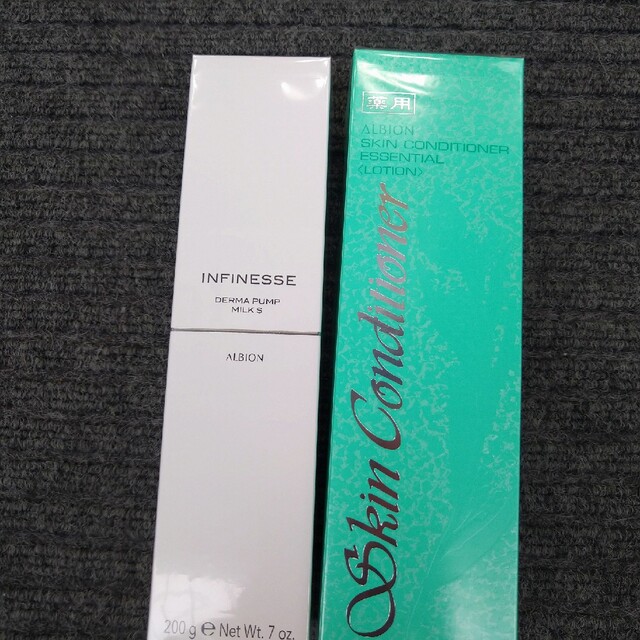 INFINESSE
DERMA PUMP
MILK S
ALBION
200 g ℮ Net Wt. 7 oz.
薬用
ALBION
SKIN CONDITIONER
ESSENTIAL
〈LOTION〉
Skin Conditioner